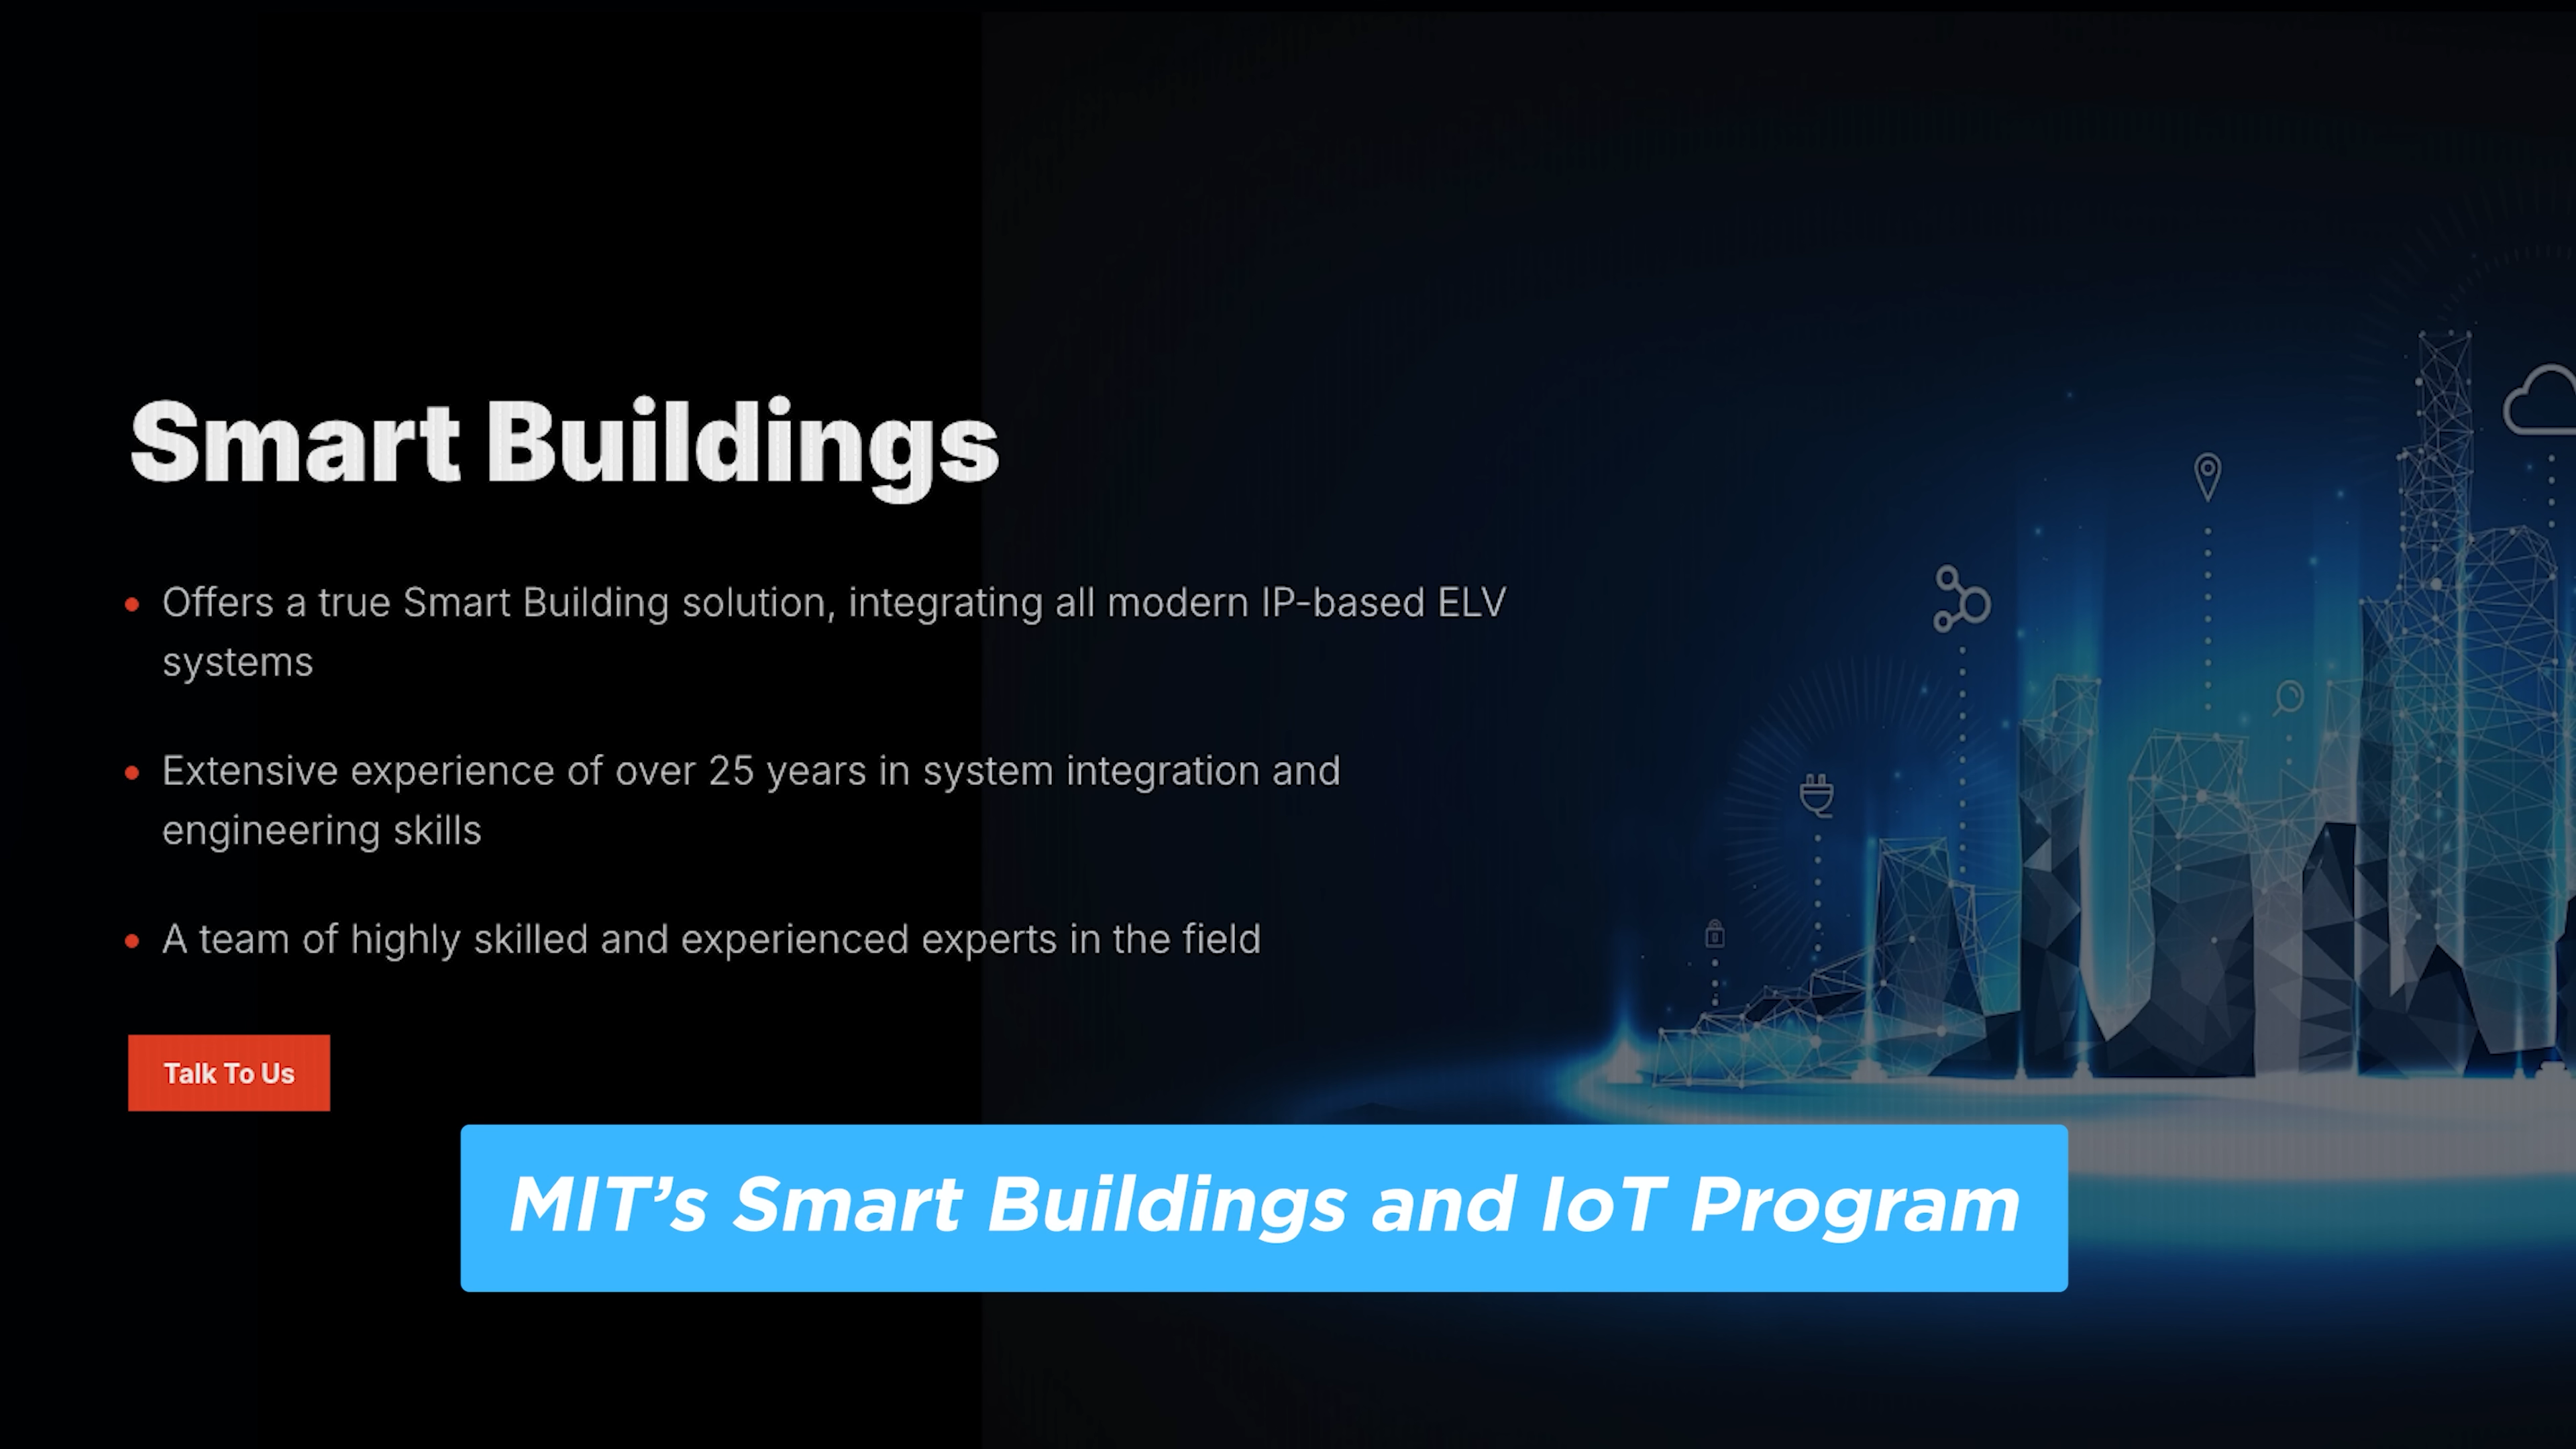 Smart Buildings
Offers a true Smart Building solution, integrating all modern IP-based ELV
systems
Extensive experience of over 25 years in system integration and
engineering skills
A team of highly skilled and experienced experts in the field
Talk To Us
MIT’s Smart Buildings and IoT Program